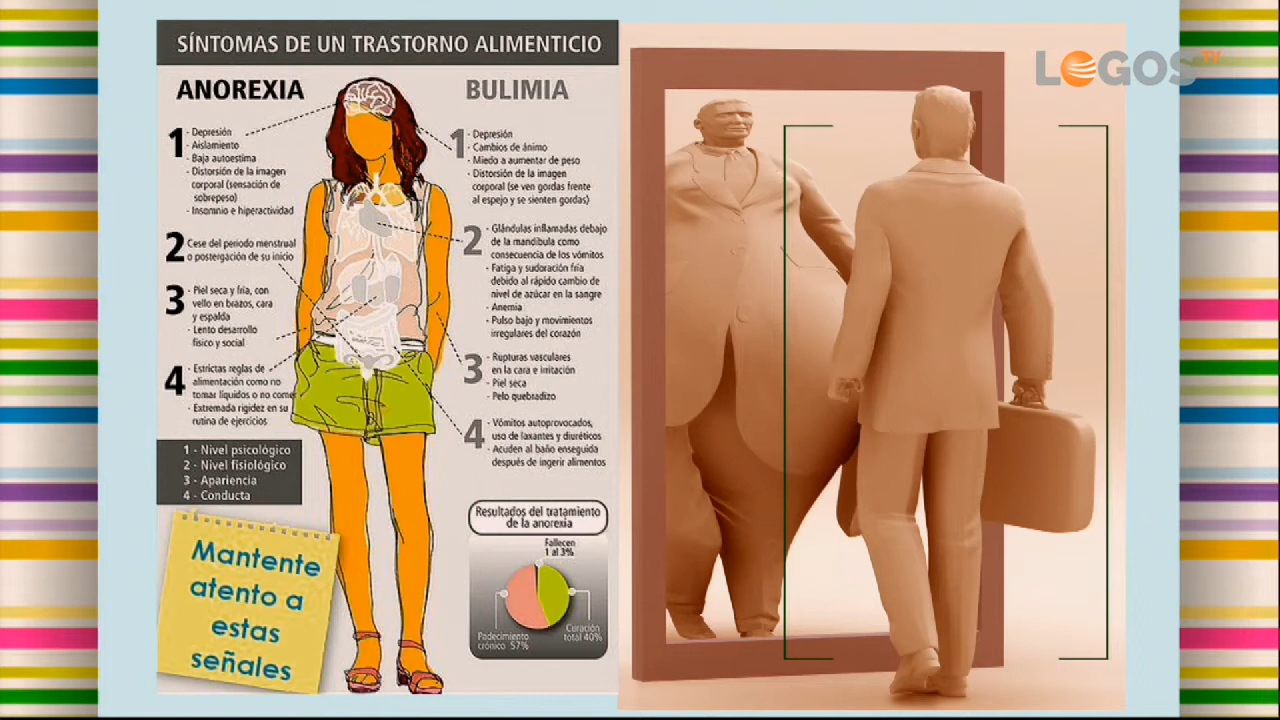 SÍNTOMAS DE UN TRASTORNO ALIMENTICIO
ANOREXIA
1
- Depresión
- Aislamiento
- Baja autoestima
- Distorsión de la imagen
corporal (sensación de
sobrepeso)
- Insomnio e hiperactividad
2
Cese del periodo menstrual
o postergación de su inicio
3
- Piel seca y fría, con
vello en brazos, cara
y espalda
- Lento desarrollo
físico y social
4
- Estrictas reglas de
alimentación como no
tomar líquidos o no comer
- Extremada rigidez en su
rutina de ejercicios
1 - Nivel psicológico
2 - Nivel fisiológico
3 - Apariencia
4 - Conducta
Mantente
atento a
estas
señales
BULIMIA
1
- Depresión
- Cambios de ánimo
- Miedo a aumentar de peso
- Distorsión de la imagen
corporal (se ven gordas frente
al espejo y se sienten gordas)
2
- Glándulas inflamadas debajo
de la mandíbula como
consecuencia de los vómitos
- Fatiga y sudoración fría
debido al rápido cambio de
nivel de azúcar en la sangre
- Anemia
- Pulso bajo y movimientos
irregulares del corazón
3
- Rupturas vasculares
en la cara e irritación
- Piel seca
- Pelo quebradizo
4
- Vómitos autoprovocados,
uso de laxantes y diuréticos
- Acuden al baño enseguida
después de ingerir alimentos
Resultados del tratamiento
de la anorexia
Fallecen
1 al 3%
Curación
total 40%
Padecimiento
crónico 57%
LOGOS TV